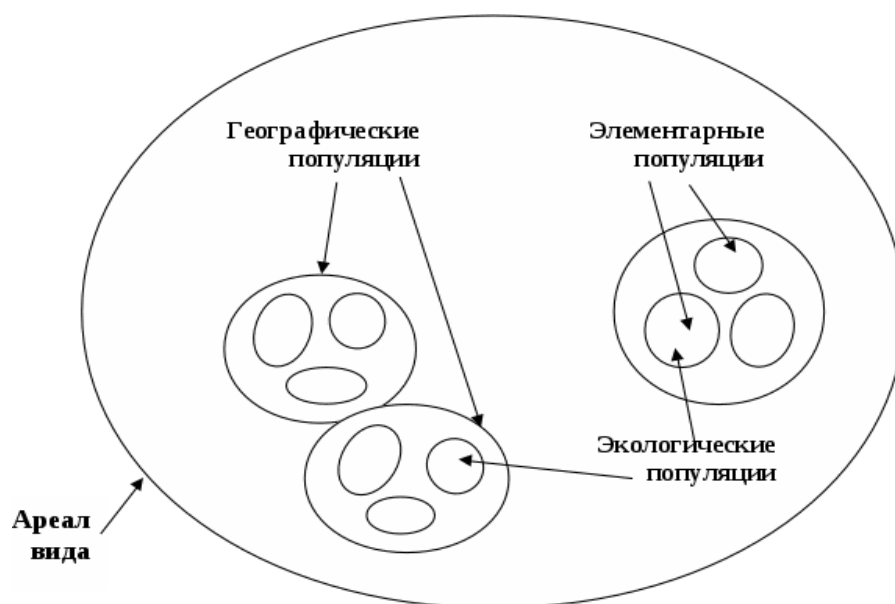 Географические
популяции
Элементарные
популяции
Экологические
популяции
Ареал
вида